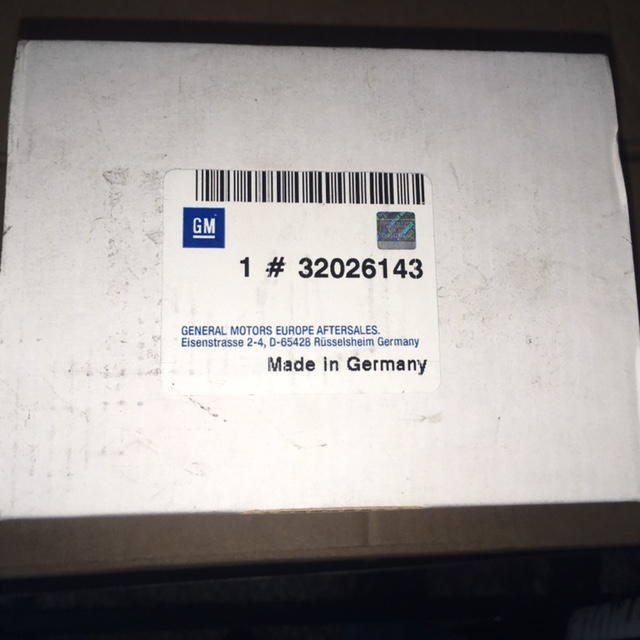 GM
1 # 32026143
GENERAL MOTORS EUROPE AFTERSALES.
Eisenstrasse 2-4, D-65428 Rüsselsheim Germany
Made in Germany